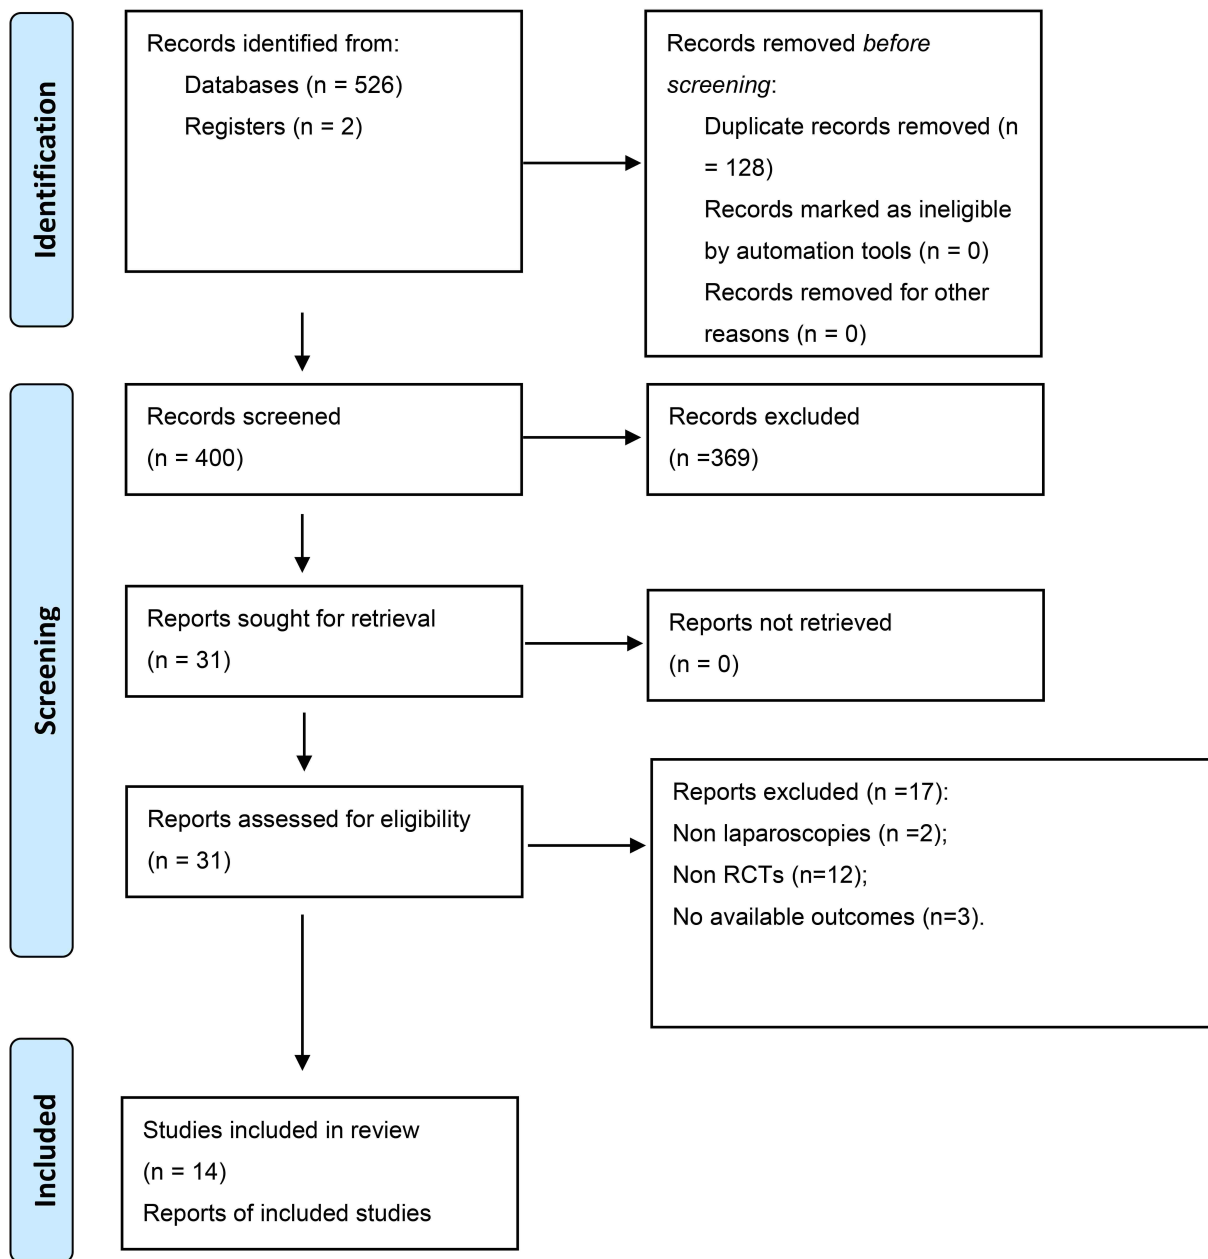 Identification
Records identified from:
Databases (n = 526)
Registers (n = 2)
Records removed before
screening:
Duplicate records removed (n
= 128)
Records marked as ineligible
by automation tools (n = 0)
Records removed for other
reasons (n = 0)
Screening
Records screened
(n = 400)
Records excluded
(n =369)
Reports sought for retrieval
(n = 31)
Reports not retrieved
(n = 0)
Reports assessed for eligibility
(n = 31)
Reports excluded (n =17):
Non laparoscopies (n =2);
Non RCTs (n=12);
No available outcomes (n=3).
Included
Studies included in review
(n = 14)
Reports of included studies